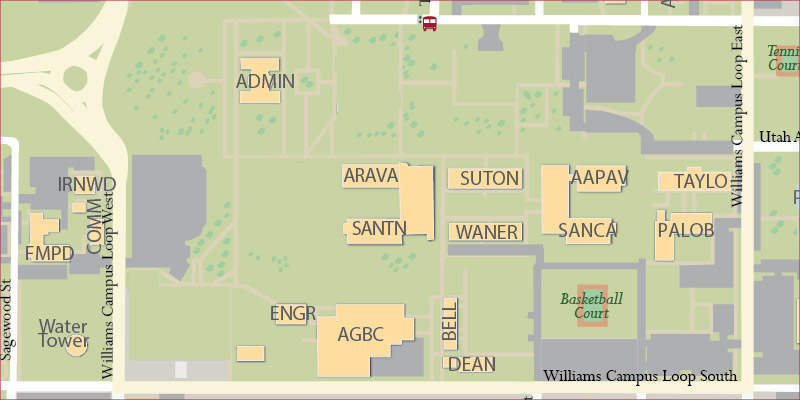 ADMIN
Tenni
Court
Utah A
Williams Campus Loop East
ARAVA
SUTON
AAPAV
TAYLO
IRNWD
COMM
FMPD
Williams Campus Loop West
SANTN
WANER
SANCA
PALOB
Sagewood St
Water
Tower
ENGR
AGBC
BELL
DEAN
Basketball
Court
Williams Campus Loop South